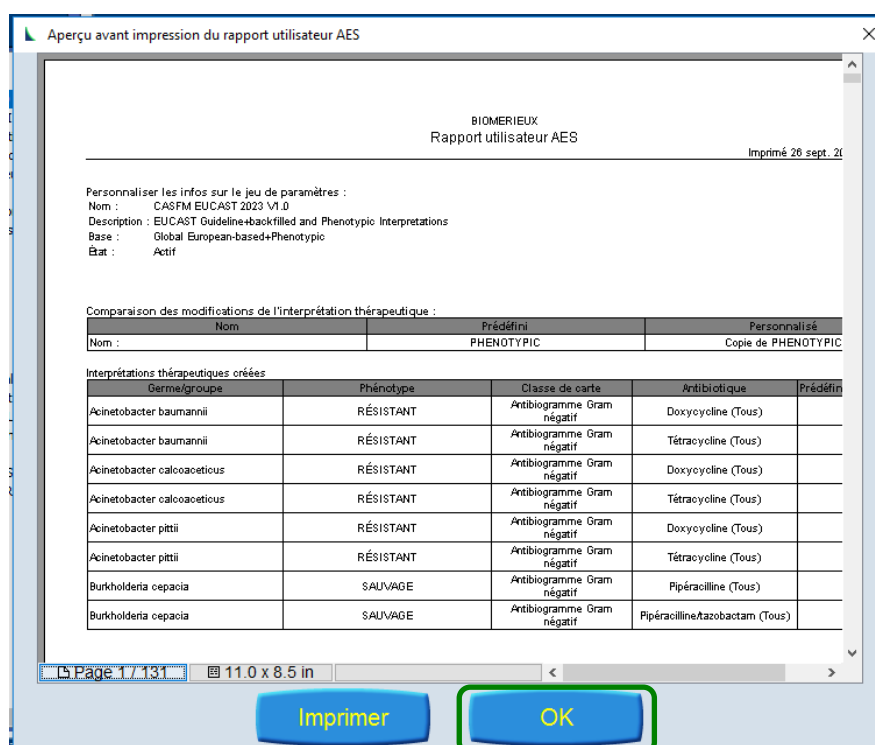 Aperçu avant impression du rapport utilisateur AES
BIOMERIEUX
Rapport utilisateur AES
Imprimé 26 sept. 20
Personnaliser les infos sur le jeu de paramètres :
Nom : CASFM EUCAST 2023 V1.0
Description : EUCAST Guideline+backfilled and Phenotypic Interpretations
Base : Global European-based+Phenotypic
État : Actif
Comparaison des modifications de l'interprétation thérapeutique :
Nom Prédéfini Personnalisé
Nom : PHENOTYPIC Copie de PHENOTYPIC
Interprétations thérapeutiques créées
Germe/groupe Phénotype Classe de carte Antibiotique Prédéfin
Acinetobacter baumannii RÉSISTANT Antibiogramme Gram négatif Doxycycline (Tous)
Acinetobacter baumannii RÉSISTANT Antibiogramme Gram négatif Tétracycline (Tous)
Acinetobacter calcoaceticus RÉSISTANT Antibiogramme Gram négatif Doxycycline (Tous)
Acinetobacter calcoaceticus RÉSISTANT Antibiogramme Gram négatif Tétracycline (Tous)
Acinetobacter pittii RÉSISTANT Antibiogramme Gram négatif Doxycycline (Tous)
Acinetobacter pittii RÉSISTANT Antibiogramme Gram négatif Tétracycline (Tous)
Burkholderia cepacia SAUVAGE Antibiogramme Gram négatif Pipéracilline (Tous)
Burkholderia cepacia SAUVAGE Antibiogramme Gram négatif Pipéracilline/tazobactam (Tous)
Page 1 / 131 11.0 x 8.5 in
Imprimer OK